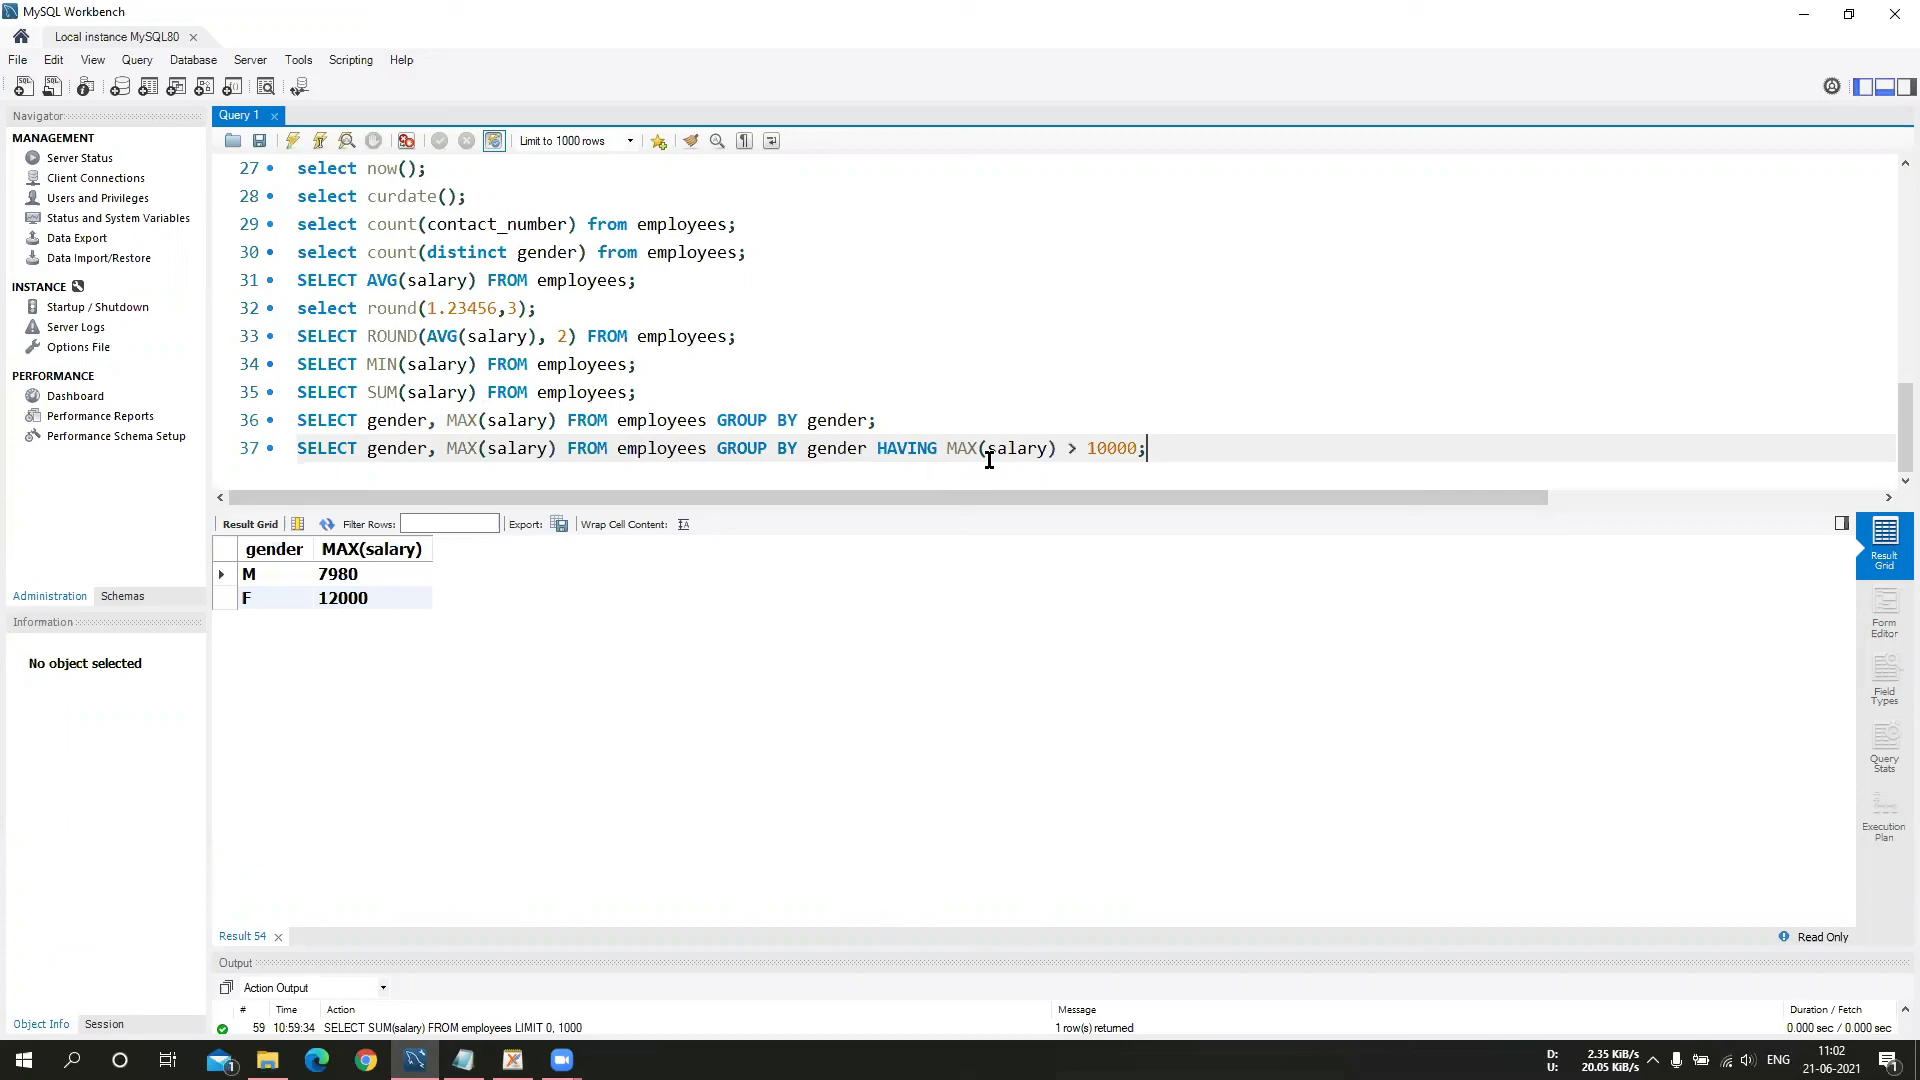 MySQL Workbench
Local instance MySQL80
File Edit View Query Database Server Tools Scripting Help
Navigator
MANAGEMENT
Server Status
Client Connections
Users and Privileges
Status and System Variables
Data Export
Data Import/Restore
INSTANCE
Startup / Shutdown
Server Logs
Options File
PERFORMANCE
Dashboard
Performance Reports
Performance Schema Setup
Administration Schemas
Information
No object selected
Object Info Session
Query 1
Limit to 1000 rows
27 select now();
28 select curdate();
29 select count(contact_number) from employees;
30 select count(distinct gender) from employees;
31 SELECT AVG(salary) FROM employees;
32 select round(1.23456,3);
33 SELECT ROUND(AVG(salary), 2) FROM employees;
34 SELECT MIN(salary) FROM employees;
35 SELECT SUM(salary) FROM employees;
36 SELECT gender, MAX(salary) FROM employees GROUP BY gender;
37 SELECT gender, MAX(salary) FROM employees GROUP BY gender HAVING MAX(salary) > 10000;
Result Grid Filter Rows: Export: Wrap Cell Content:
gender MAX(salary)
M 7980
F 12000
Result Grid
Form Editor
Field Types
Query Stats
Execution Plan
Result 54
Read Only
Output
Action Output
# Time Action Message Duration / Fetch
59 10:59:34 SELECT SUM(salary) FROM employees LIMIT 0, 1000 1 row(s) returned 0.000 sec / 0.000 sec
D: 2.35 KiB/s
U: 20.05 KiB/s
ENG
11:02
21-06-2021